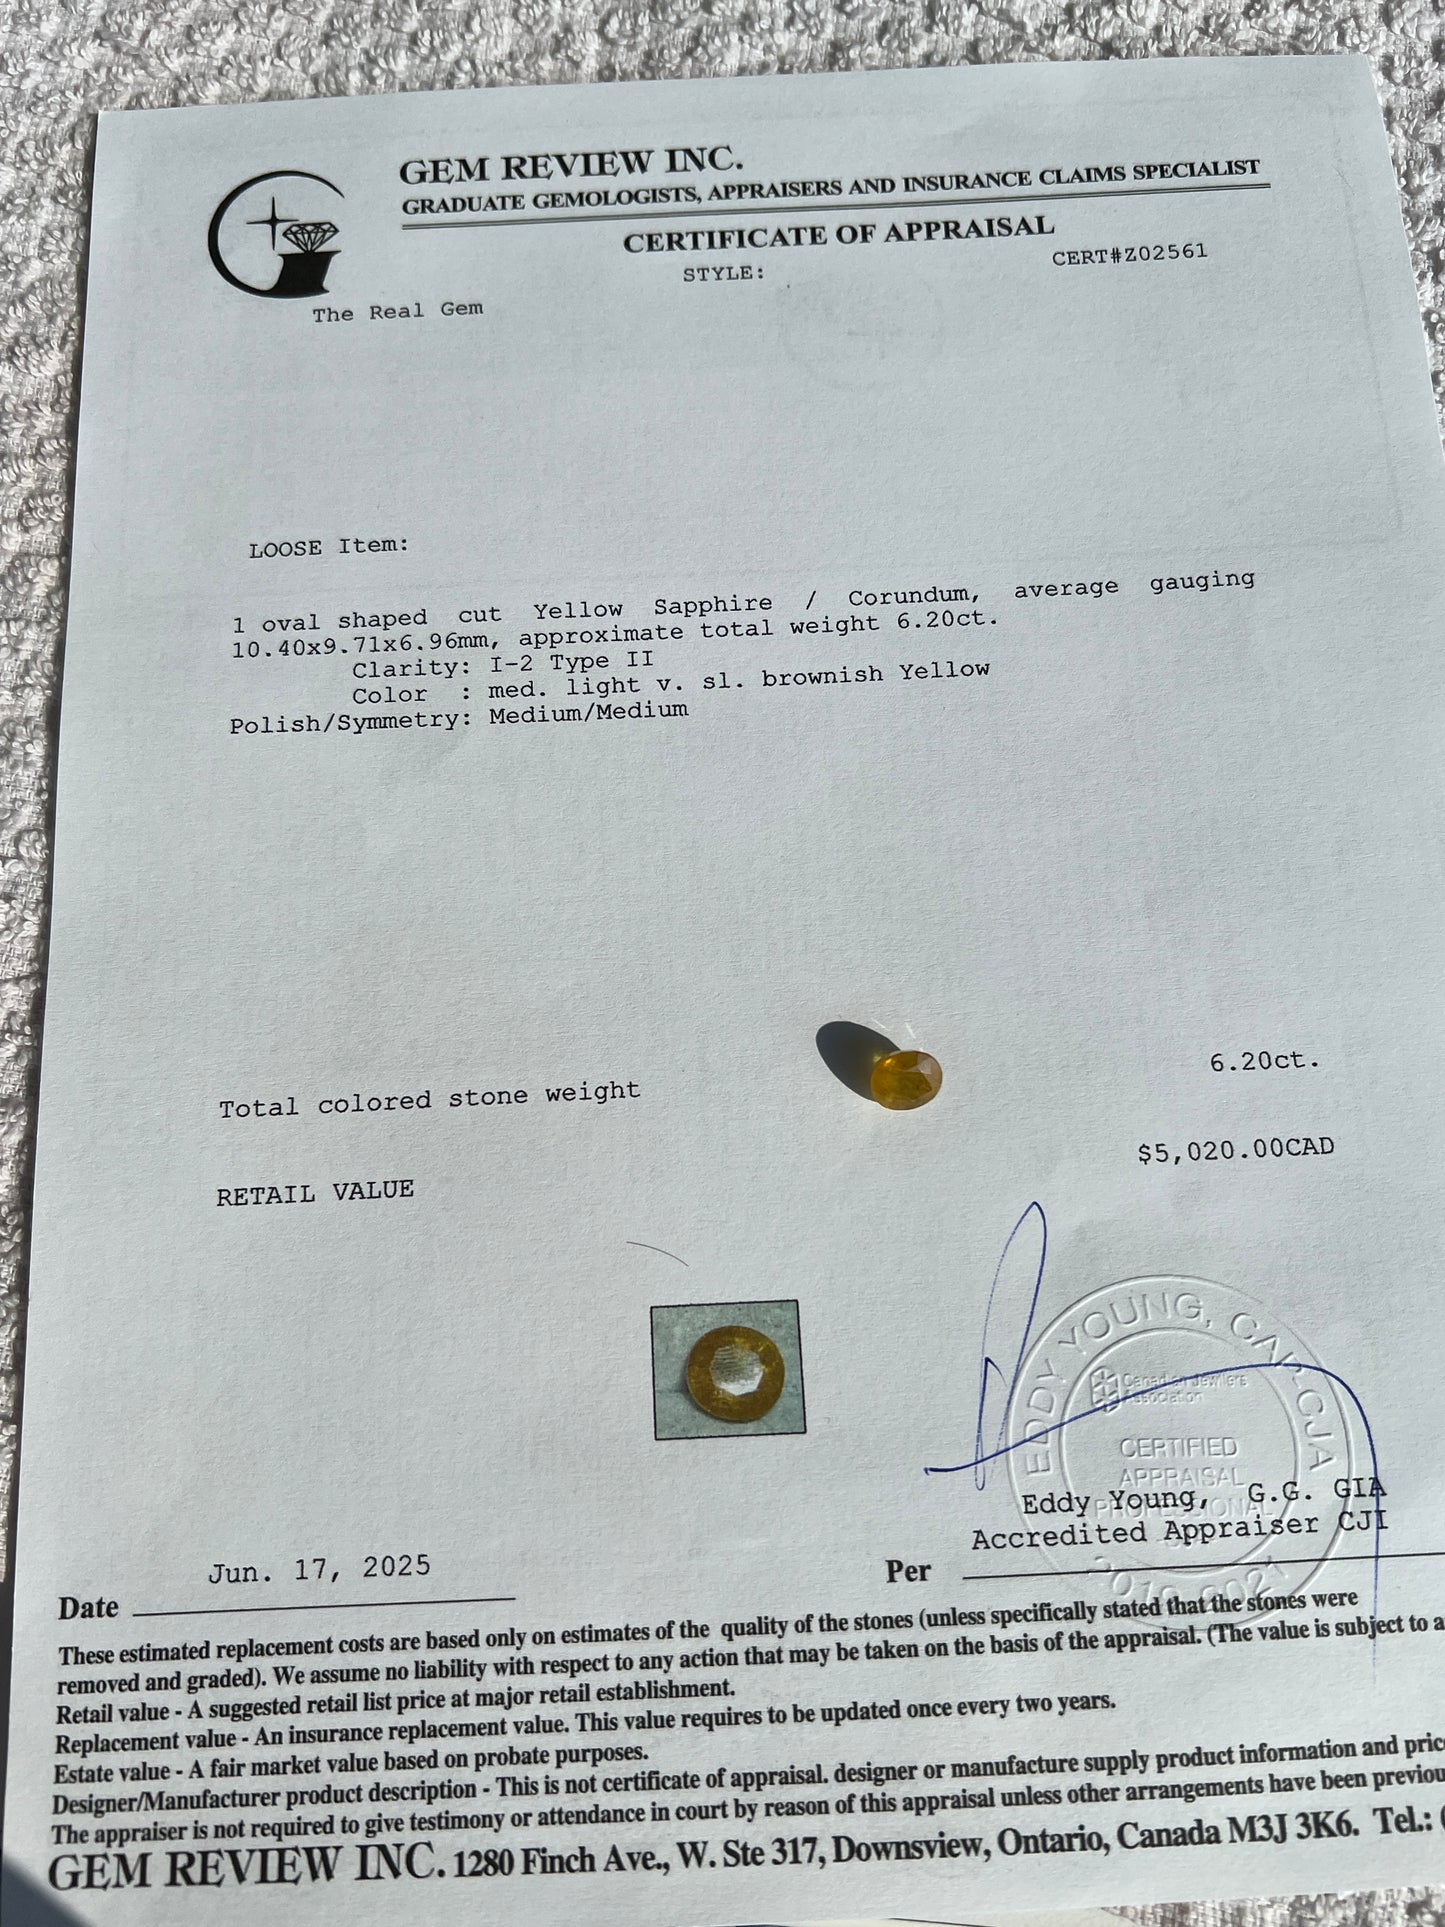 GEM REVIEW INC.
GRADUATE GEMOLOGISTS, APPRAISERS AND INSURANCE CLAIMS SPECIALIST
CERTIFICATE OF APPRAISAL
STYLE:
CERT#Z02561
The Real Gem
LOOSE Item:
1 oval shaped cut Yellow Sapphire / Corundum, average gauging
10.40x9.71x6.96mm, approximate total weight 6.20ct.
Clarity: I-2 Type II
Color : med. light v. sl. brownish Yellow
Polish/Symmetry: Medium/Medium
Total colored stone weight 6.20ct.
RETAIL VALUE $5,020.00CAD
EDDY YOUNG,
Canadian Jewellers
Association
CERTIFIED
APPRAISAL
PROFESSIONAL
Eddy Young, G.G. GIA
Accredited Appraiser CJI
Date Jun. 17, 2025
Per
These estimated replacement costs are based only on estimates of the quality of the stones (unless specifically stated that the stones were
removed and graded). We assume no liability with respect to any action that may be taken on the basis of the appraisal. (The value is subject to a
Retail value - A suggested retail list price at major retail establishment.
Replacement value - An insurance replacement value. This value requires to be updated once every two years.
Estate value - A fair market value based on probate purposes.
Designer/Manufacturer product description - This is not certificate of appraisal. designer or manufacture supply product information and
The appraiser is not required to give testimony or attendance in court by reason of this appraisal unless other arrangements have been
GEM REVIEW INC. 1280 Finch Ave., W. Ste 317, Downsview, Ontario, Canada M3J 3K6. Tel.: